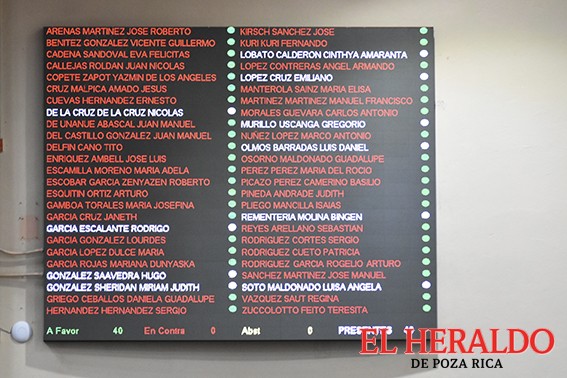 ARENAS MARTINEZ JOSE ROBERTO
BENITEZ GONZALEZ VICENTE GUILLERMO
CADENA SANDOVAL EVA FELICITAS
CALLEJAS ROLDAN JUAN NICOLAS
COPETE ZAPOT YAZMIN DE LOS ANGELES
CRUZ MALPICA AMADO JESUS
CUEVAS HERNANDEZ ERNESTO
DE LA CRUZ DE LA CRUZ NICOLAS
DE UNANUE ABASCAL JUAN MANUEL
DEL CASTILLO GONZALEZ JUAN MANUEL
DELFIN CANO TITO
ENRIQUEZ AMBELL JOSE LUIS
ESCAMILLA MORENO MARIA ADELA
ESCOBAR GARCIA ZENYAZEN ROBERTO
ESQUITIN ORTIZ ARTURO
GAMBOA TORALES MARIA JOSEFINA
GARCIA CRUZ JANETH
GARCIA ESCALANTE RODRIGO
GARCIA GONZALEZ LOURDES
GARCIA LOPEZ DULCE MARIA
GARCIA ROJAS MARIANA DUNYASKA
GONZALEZ SAAVEDRA HUGO
GONZALEZ SHERIDAN MIRIAM JUDITH
GRIEGO CEBALLOS DANIELA GUADALUPE
HERNANDEZ HERNANDEZ SERGIO
KIRSCH SANCHEZ JOSE
KURI KURI FERNANDO
LOBATO CALDERON CINTHYA AMARANTA
LOPEZ CONTRERAS ANGEL ARMANDO
LOPEZ CRUZ EMILIANO
MANTEROLA SAINZ MARIA ELISA
MARTINEZ MARTINEZ MANUEL FRANCISCO
MORALES GUEVARA CARLOS ANTONIO
MURILLO USCANGA GREGORIO
NUÑEZ LOPEZ MARCO ANTONIO
OLMOS BARRADAS LUIS DANIEL
OSORNO MALDONADO GUADALUPE
PEREZ PEREZ MARIA DEL ROCIO
PICAZO PEREZ CAMERINO BASILIO
PINEDA ANDRADE JUDITH
PLIEGO MANCILLA ISAIAS
REMENTERIA MOLINA BINGEN
REYES ARELLANO SEBASTIAN
RODRIGUEZ CORTES SERGIO
RODRIGUEZ CUETO PATRICIA
RODRIGUEZ GARCIA ROGELIO ARTURO
SANCHEZ MARTINEZ JOSE MANUEL
SOTO MALDONADO LUISA ANGELA
VAZQUEZ SAUT REGINA
ZUCCOLOTTO FEITO TERESITA
A Favor 40 En Contra 0 Abst 0
EL HERALDO
DE POZA RICA